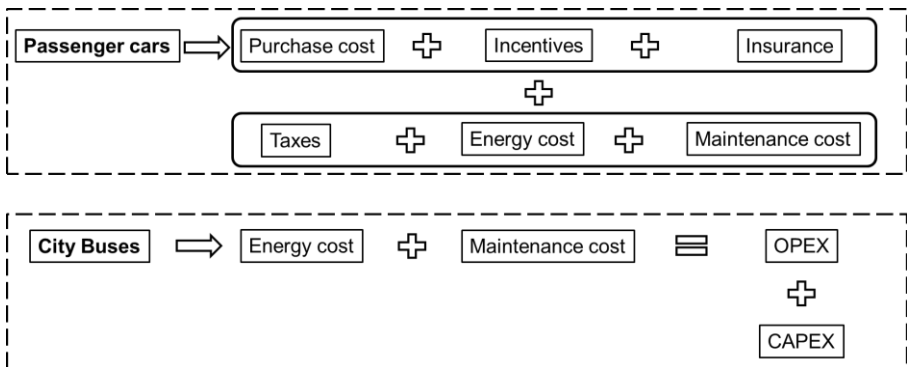 Passenger cars Purchase cost Incentives Insurance
Taxes Energy cost Maintenance cost
City Buses Energy cost Maintenance cost OPEX
CAPEX